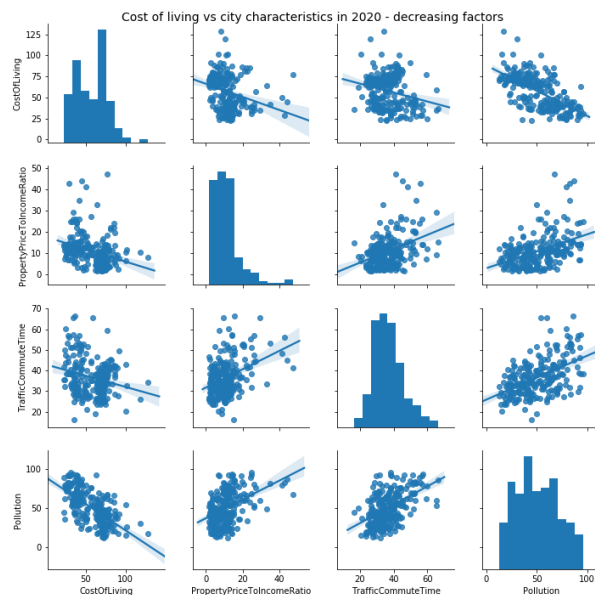 Cost of living vs city characteristics in 2020 - decreasing factors
125
100
75
50
25
0
CostOfLiving
50
40
30
20
10
0
PropertyPriceToIncomeRatio
70
60
50
40
30
20
TrafficCommuteTime
100
50
0
Pollution
50 100
CostOfLiving
0 20 40
PropertyPriceToIncomeRatio
20 40 60
TrafficCommuteTime
0 50 100
Pollution